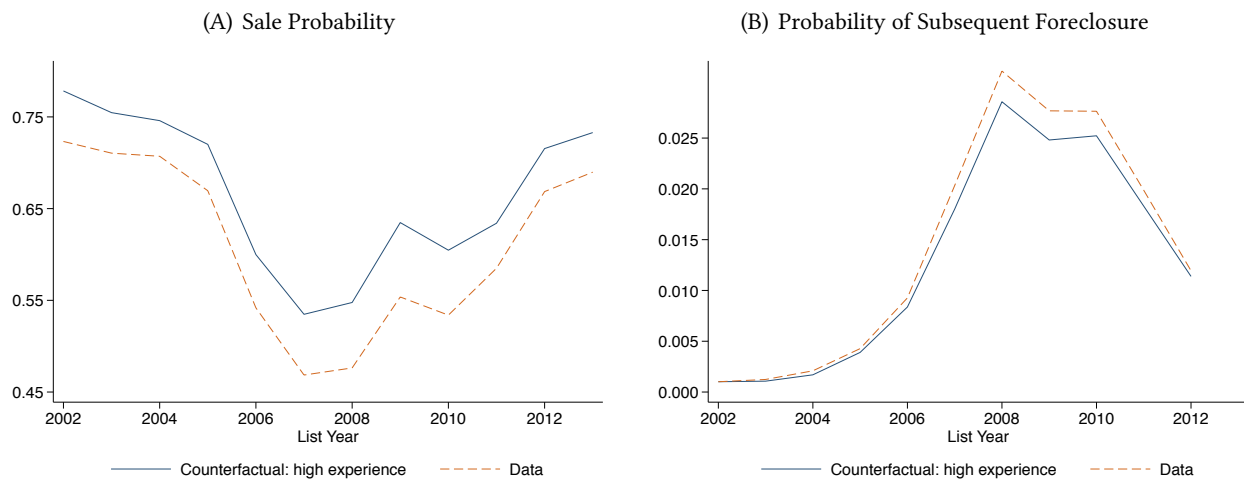 (A) Sale Probability
0.75
0.65
0.55
0.45
2002 2004 2006 2008 2010 2012
List Year
Counterfactual: high experience Data
(B) Probability of Subsequent Foreclosure
0.025
0.020
0.015
0.010
0.005
0.000
2002 2004 2006 2008 2010 2012
List Year
Counterfactual: high experience Data